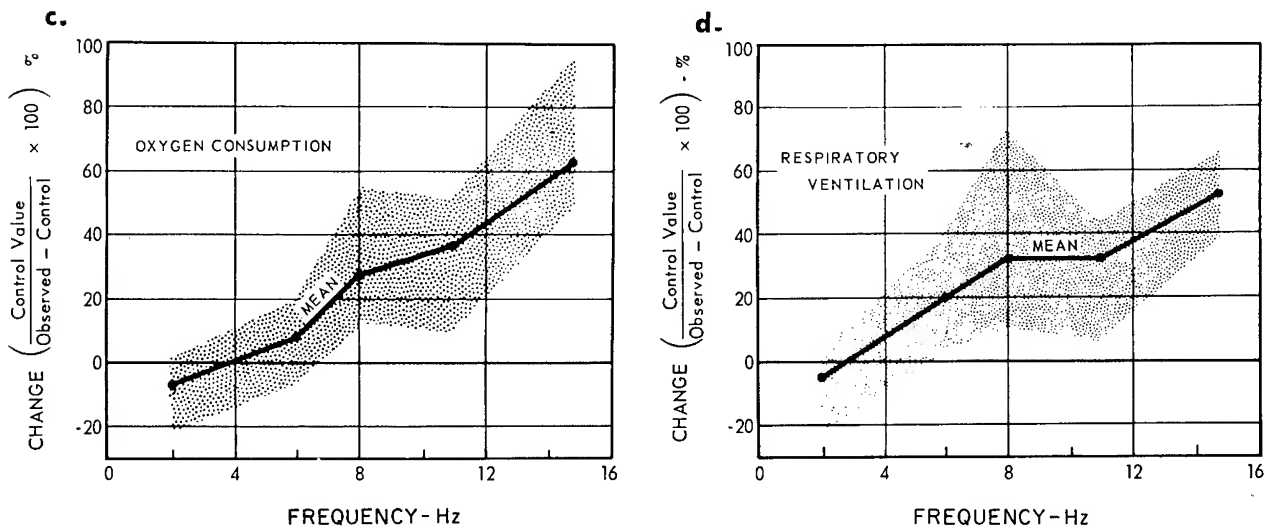 c.
CHANGE ( Control Value / Observed - Control × 100 ) %
100
80
60
40
20
0
-20
OXYGEN CONSUMPTION
MEAN
0 4 8 12 16
FREQUENCY-Hz
d.
CHANGE ( Control Value / Observed - Control × 100 ) - %
100
80
60
40
20
0
-20
RESPIRATORY
VENTILATION
MEAN
0 4 8 12 16
FREQUENCY-Hz